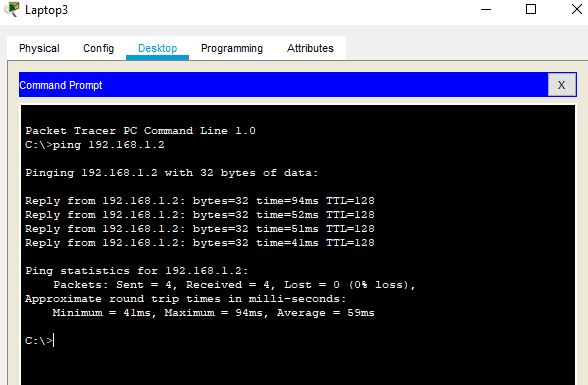 Laptop3
Physical Config Desktop Programming Attributes
Command Prompt
X
Packet Tracer PC Command Line 1.0
C:\>ping 192.168.1.2
Pinging 192.168.1.2 with 32 bytes of data:
Reply from 192.168.1.2: bytes=32 time=94ms TTL=128
Reply from 192.168.1.2: bytes=32 time=52ms TTL=128
Reply from 192.168.1.2: bytes=32 time=51ms TTL=128
Reply from 192.168.1.2: bytes=32 time=41ms TTL=128
Ping statistics for 192.168.1.2:
Packets: Sent = 4, Received = 4, Lost = 0 (0% loss),
Approximate round trip times in milli-seconds:
Minimum = 41ms, Maximum = 94ms, Average = 59ms
C:\>